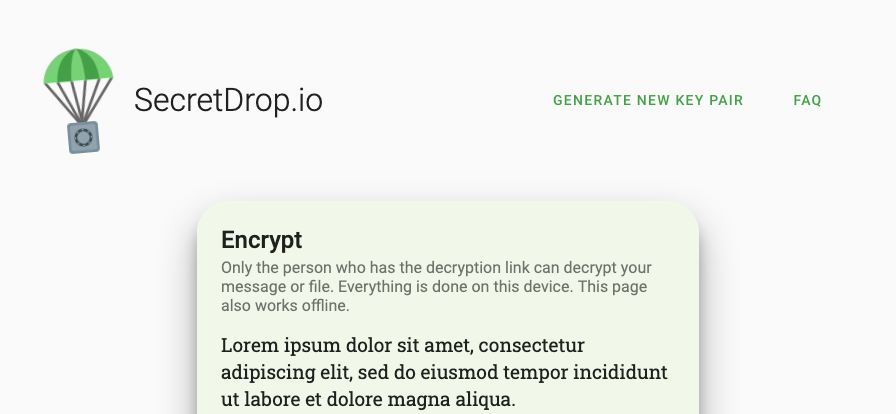 SecretDrop.io
GENERATE NEW KEY PAIR
FAQ
Encrypt
Only the person who has the decryption link can decrypt your
message or file. Everything is done on this device. This page
also works offline.
Lorem ipsum dolor sit amet, consectetur
adipiscing elit, sed do eiusmod tempor incididunt
ut labore et dolore magna aliqua.